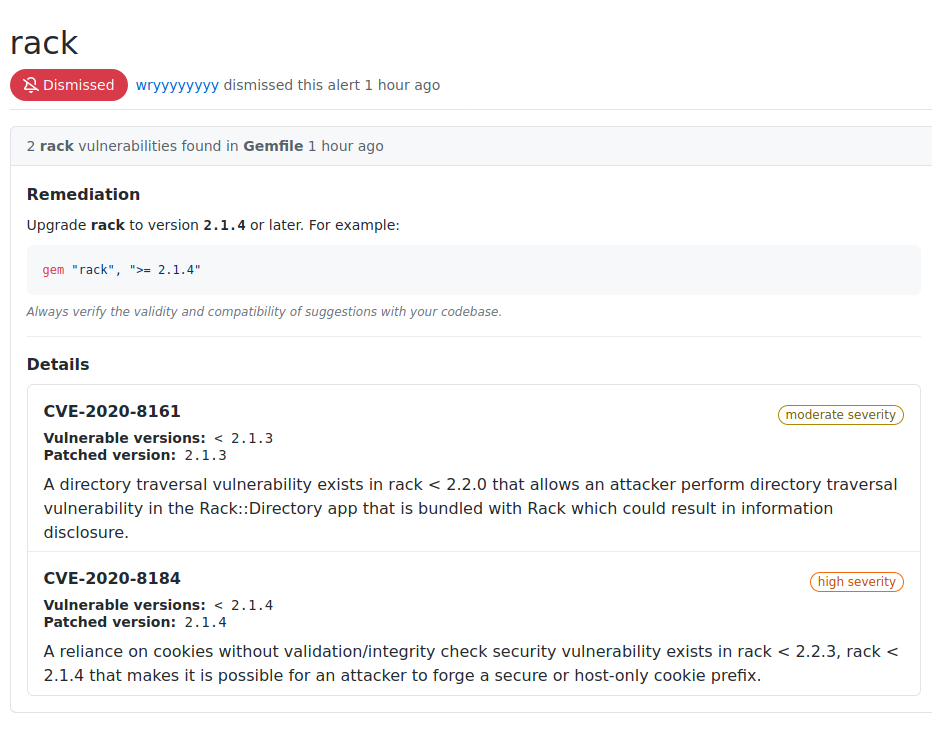 rack
Dismissed wryyyyyyyy dismissed this alert 1 hour ago
2 rack vulnerabilities found in Gemfile 1 hour ago
Remediation
Upgrade rack to version 2.1.4 or later. For example:
gem "rack", ">= 2.1.4"
Always verify the validity and compatibility of suggestions with your codebase.
Details
CVE-2020-8161 moderate severity
Vulnerable versions: < 2.1.3
Patched version: 2.1.3
A directory traversal vulnerability exists in rack < 2.2.0 that allows an attacker perform directory traversal
vulnerability in the Rack::Directory app that is bundled with Rack which could result in information
disclosure.
CVE-2020-8184 high severity
Vulnerable versions: < 2.1.4
Patched version: 2.1.4
A reliance on cookies without validation/integrity check security vulnerability exists in rack < 2.2.3, rack <
2.1.4 that makes it is possible for an attacker to forge a secure or host-only cookie prefix.